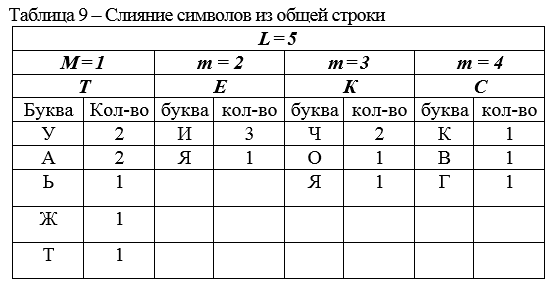 Таблица 9 – Слияние символов из общей строки
L = 5
M = 1 m = 2 m = 3 m = 4
Т Е К С
Буква Кол-во буква кол-во буква кол-во буква кол-во
У 2 И 3 Ч 2 К 1
А 2 Я 1 О 1 В 1
Ь 1 Я 1 Г 1
Ж 1
Т 1